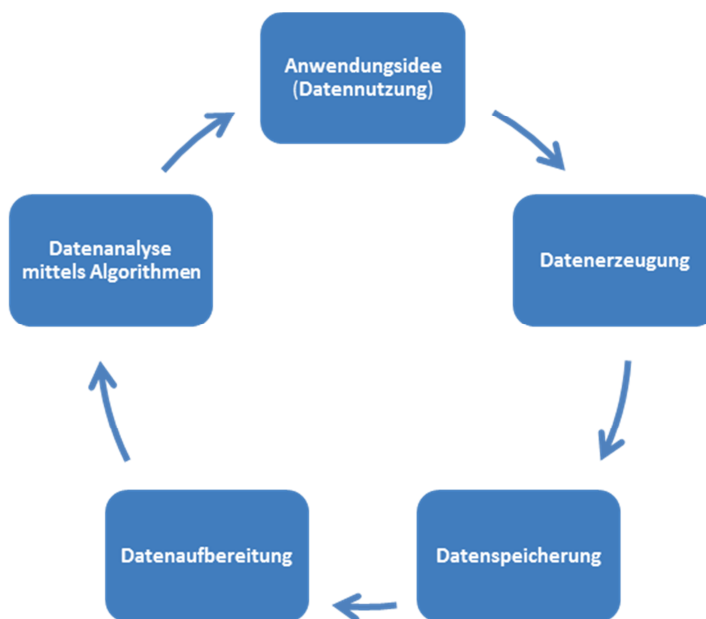 Anwendungsidee
(Datennutzung)
Datenerzeugung
Datenspeicherung
Datenaufbereitung
Datenanalyse
mittels Algorithmen